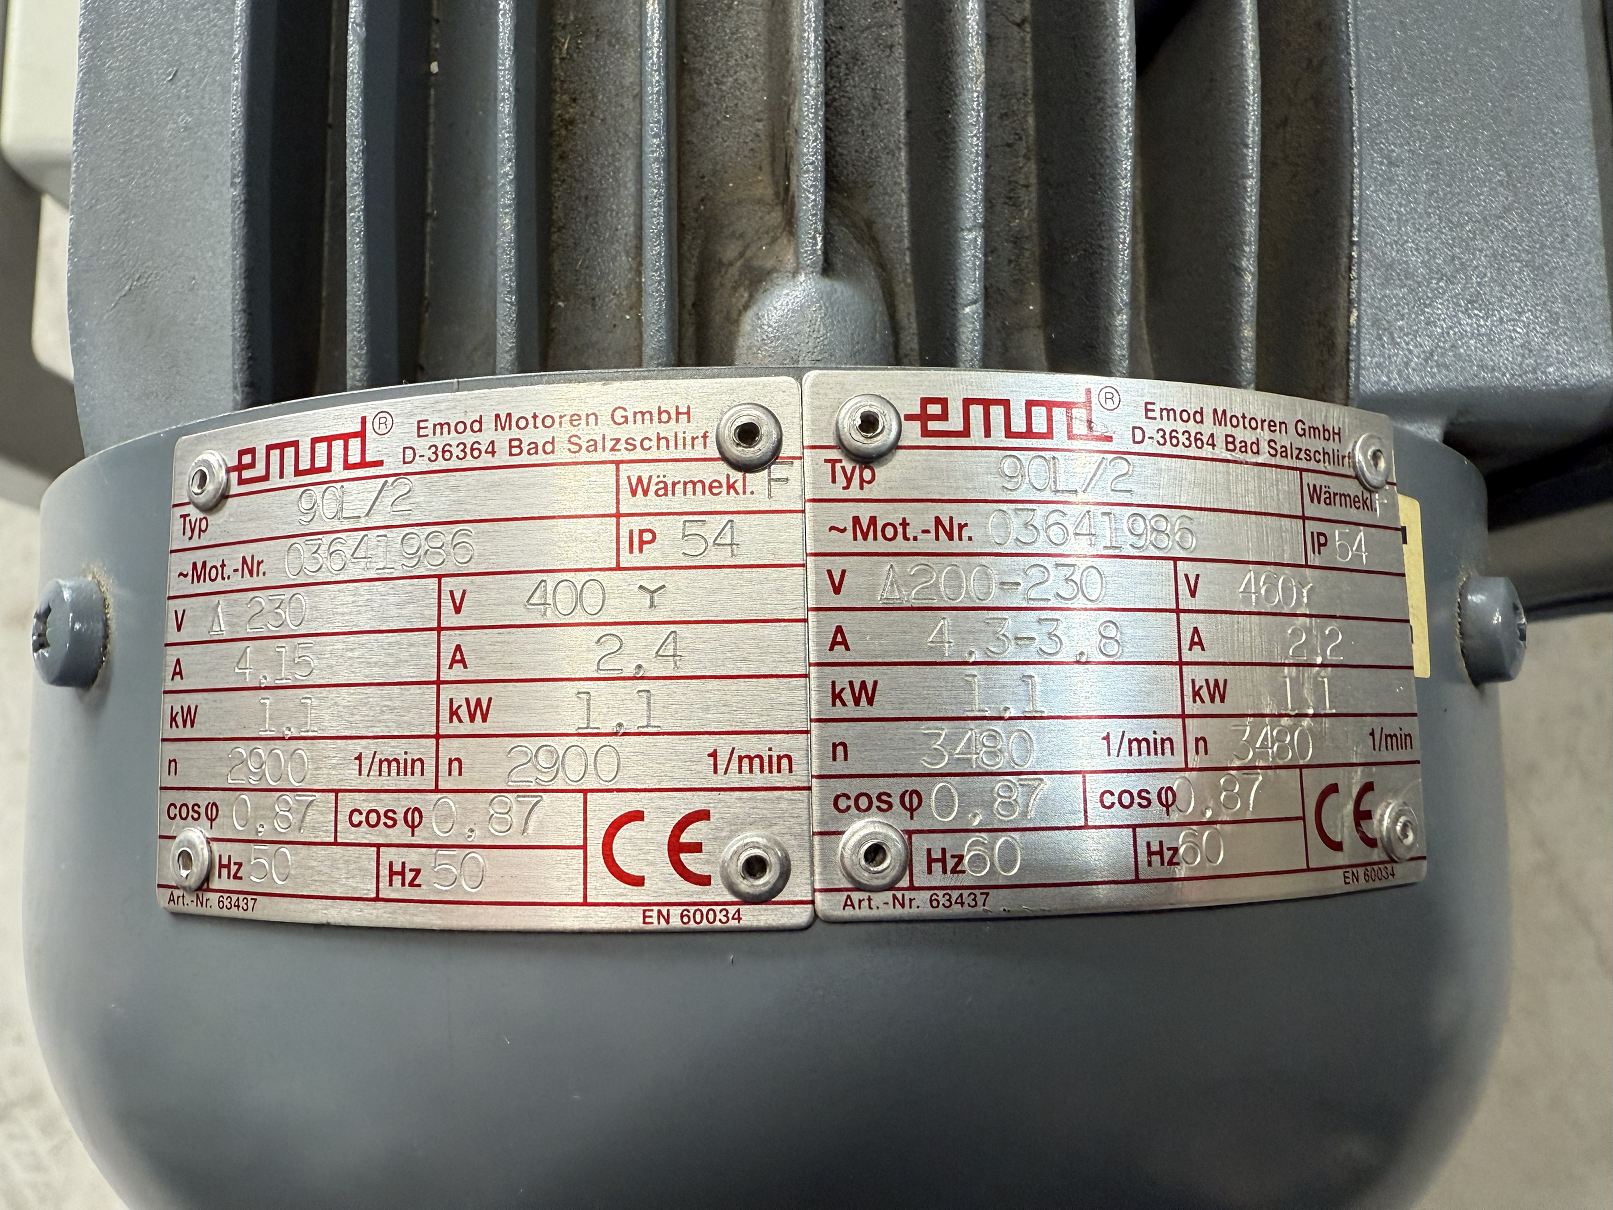 emod® Emod Motoren GmbH
D-36364 Bad Salzschlirf
Typ 90L/2 Wärmekl. F
~Mot.-Nr. 03641986 IP 54
V Δ 230 V 400 Y
A 4,15 A 2,4
kW 1,1 kW 1,1
n 2900 1/min n 2900 1/min
cosφ 0,87 cosφ 0,87 CE
Hz 50 Hz 50
Art.-Nr. 63437 EN 60034
emod® Emod Motoren GmbH
D-36364 Bad Salzschlirf
Typ 90L/2 Wärmekl. F
~Mot.-Nr. 03641986 IP 54
V Δ200-230 V 460Y
A 4,3-3,8 A 2,2
kW 1,1 kW 1,1
n 3480 1/min n 3480 1/min
cosφ 0,87 cosφ 0,87 CE
Hz 60 Hz 60
Art.-Nr. 63437 EN 60034